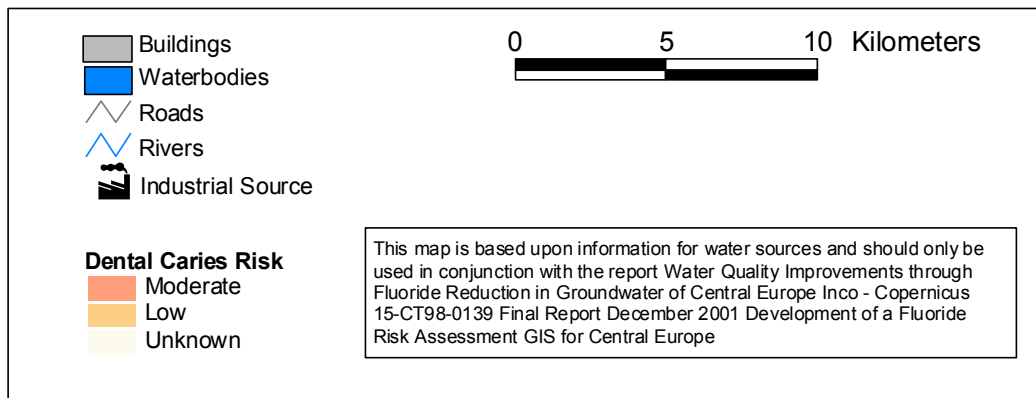 Buildings
Waterbodies
Roads
Rivers
Industrial Source
0 5 10 Kilometers
Dental Caries Risk
Moderate
Low
Unknown
This map is based upon information for water sources and should only be
used in conjunction with the report Water Quality Improvements through
Fluoride Reduction in Groundwater of Central Europe Inco - Copernicus
15-CT98-0139 Final Report December 2001 Development of a Fluoride
Risk Assessment GIS for Central Europe